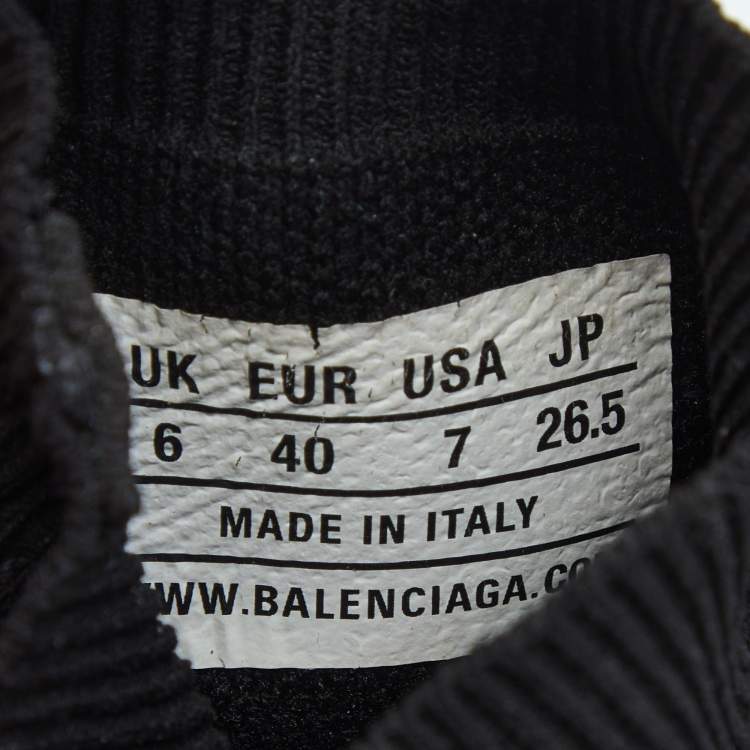 UK EUR USA JP
6 40 7 26.5
MADE IN ITALY
WWW.BALENCIAGA.CO